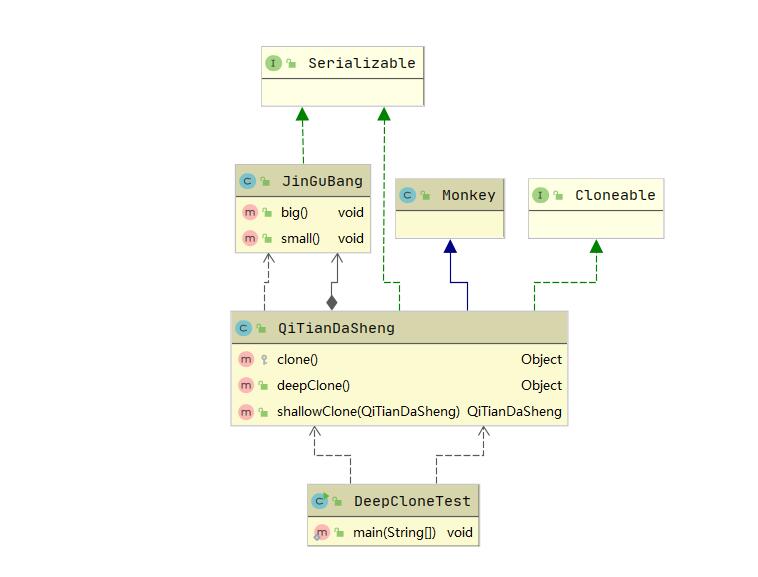 I Serializable
C JinGuBang
m big() void
m small() void
C Monkey
I Cloneable
C QiTianDaSheng
m clone() Object
m deepClone() Object
m shallowClone(QiTianDaSheng) QiTianDaSheng
C DeepCloneTest
m main(String[]) void